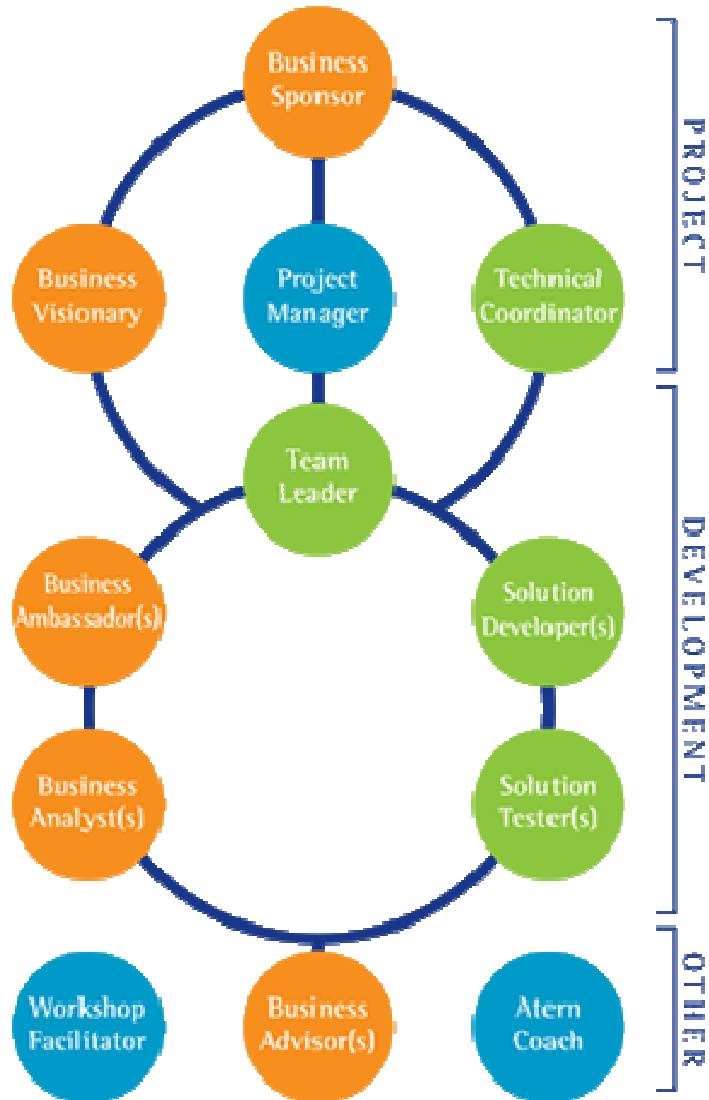 Business
Sponsor
PROJECT
Business
Visionary
Project
Manager
Technical
Coordinator
Team
Leader
DEVELOPMENT
Business
Ambassador(s)
Solution
Developer(s)
Business
Analyst(s)
Solution
Tester(s)
OTHER
Workshop
Facilitator
Business
Advisor(s)
Atern
Coach